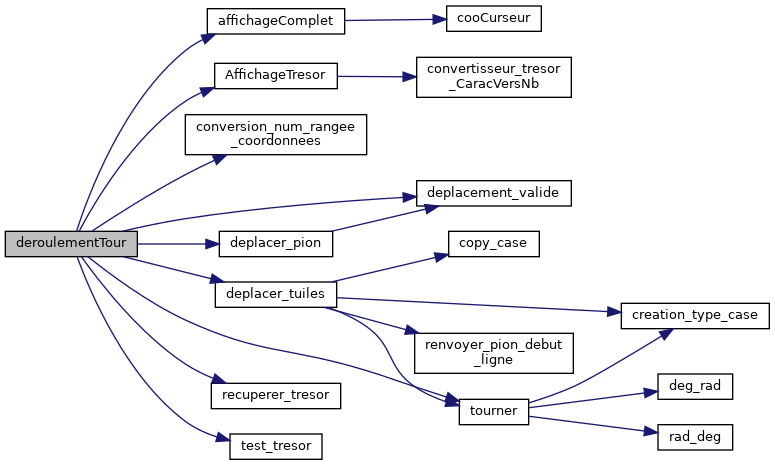 affichageComplet
cooCurseur
AffichageTresor
convertisseur_tresor
_CaracVersNb
conversion_num_rangee
_coordonnees
deplacement_valide
deroulementTour
deplacer_pion
copy_case
deplacer_tuiles
creation_type_case
renvoyer_pion_debut
_ligne
recuperer_tresor
tourner
deg_rad
test_tresor
rad_deg